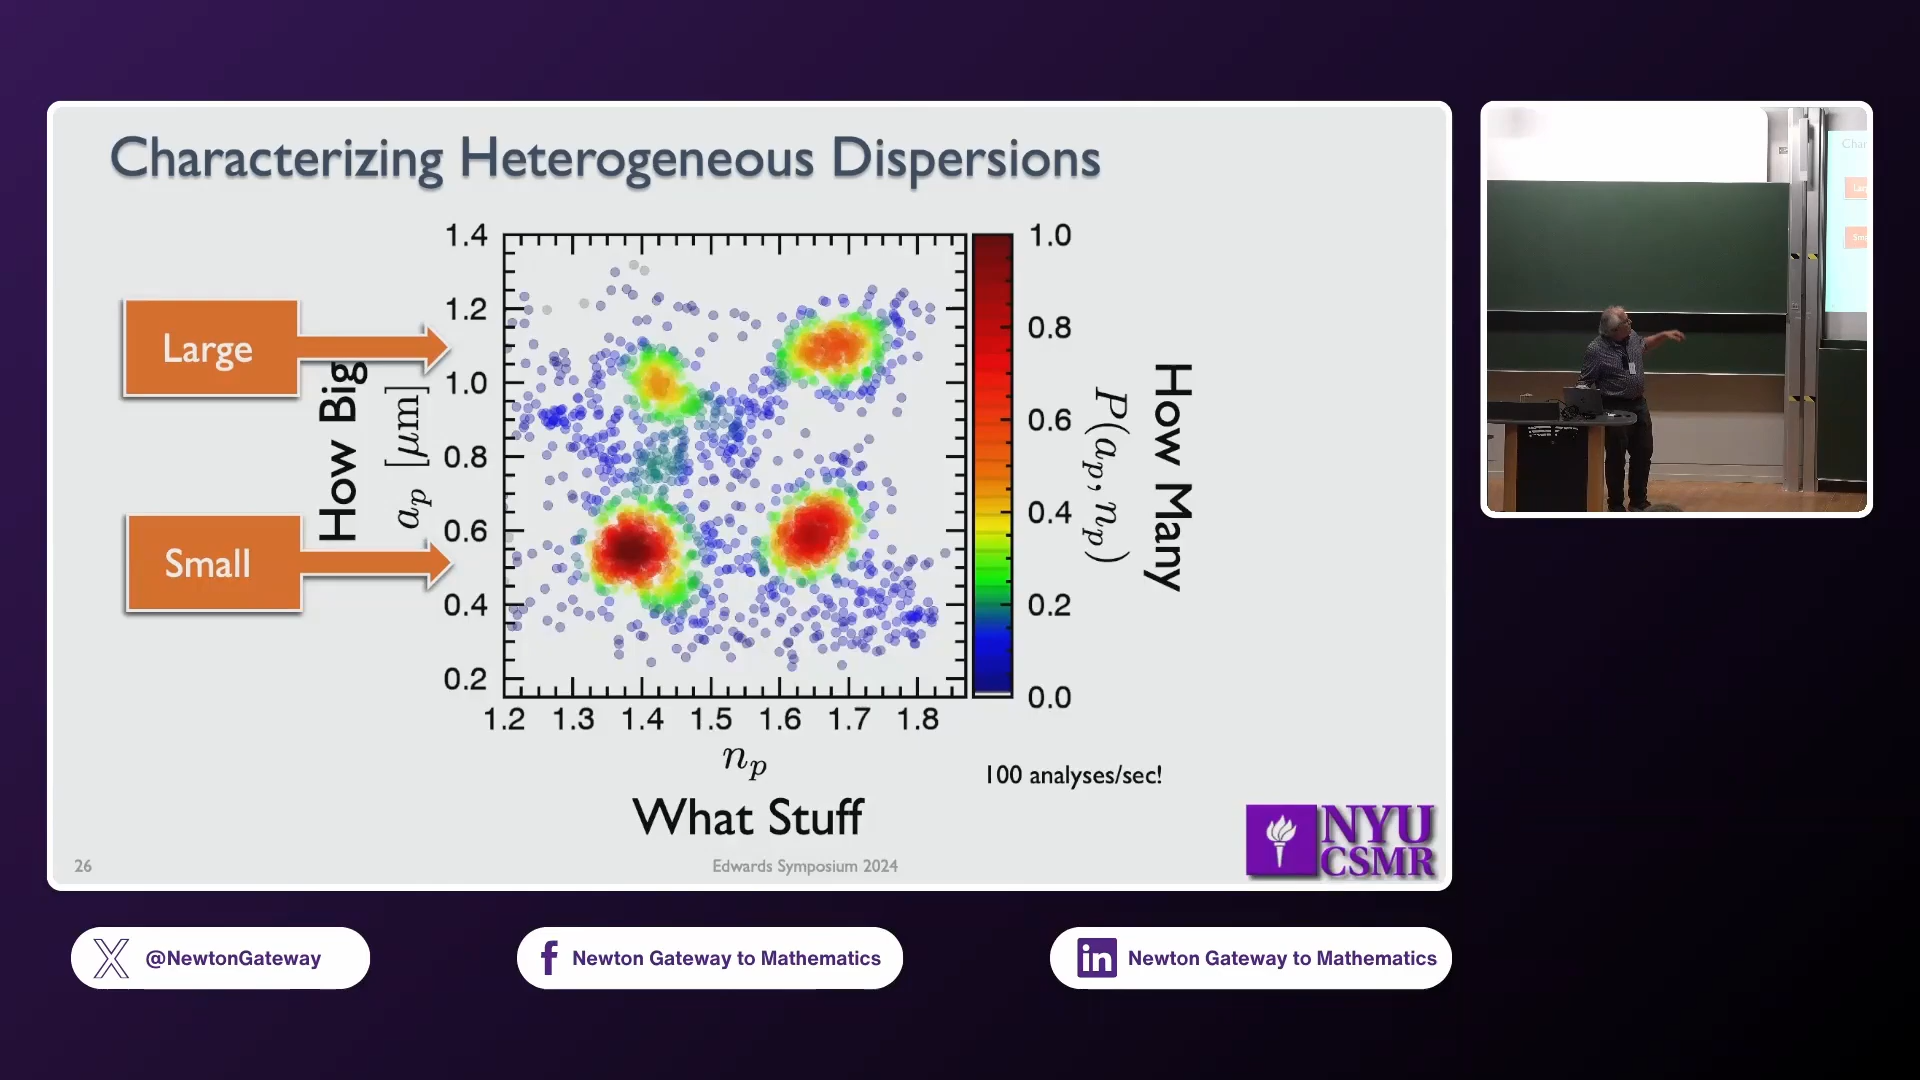 Characterizing Heterogeneous Dispersions
Large
Small
How Big
a_p [μm]
1.4
1.2
1.0
0.8
0.6
0.4
0.2
1.2 1.3 1.4 1.5 1.6 1.7 1.8
n_p
What Stuff
1.0
0.8
0.6
0.4
0.2
0.0
P(a_p, n_p)
How Many
100 analyses/sec!
26
Edwards Symposium 2024
NYU
CSMR
@NewtonGateway
Newton Gateway to Mathematics
in
Newton Gateway to Mathematics